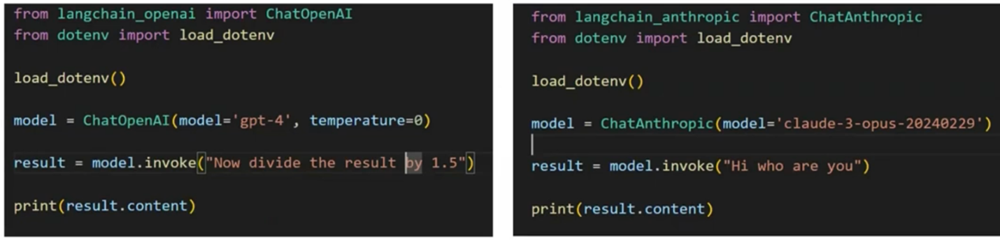 from langchain_openai import ChatOpenAI
from dotenv import load_dotenv
load_dotenv()
model = ChatOpenAI(model='gpt-4', temperature=0)
result = model.invoke("Now divide the result by 1.5")
print(result.content)
from langchain_anthropic import ChatAnthropic
from dotenv import load_dotenv
load_dotenv()
model = ChatAnthropic(model='claude-3-opus-20240229')
result = model.invoke("Hi who are you")
print(result.content)